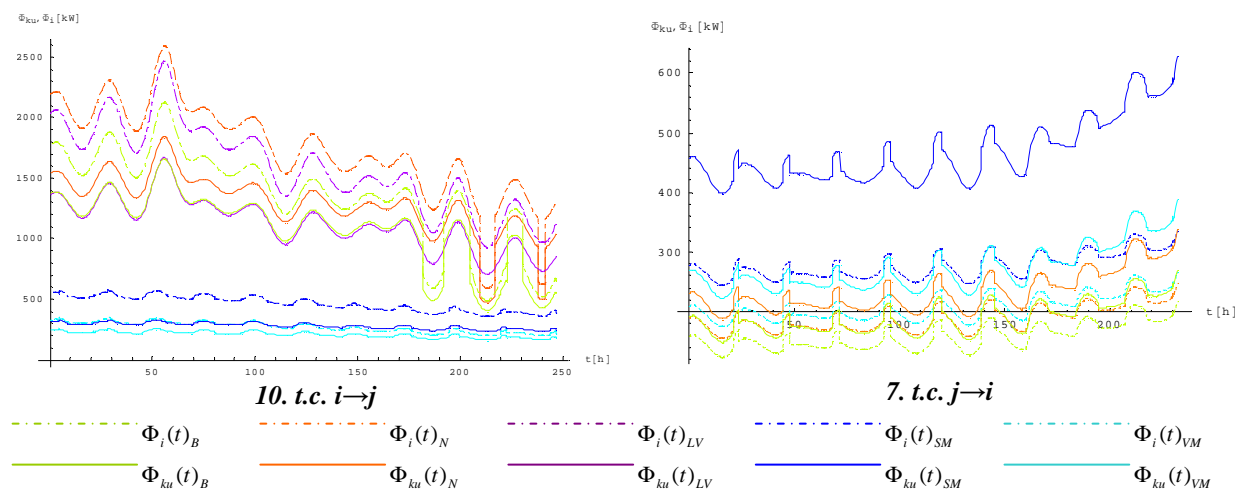 Φku,Φi[kW]
2500
2000
1500
1000
500
50
100
150
200
250
t[h]
10. t.c. i→j
Φku,Φi[kW]
600
500
400
300
50
100
150
200
t[h]
7. t.c. j→i
Φi(t)B Φi(t)N Φi(t)LV Φi(t)SM Φi(t)VM
Φku(t)B Φku(t)N Φku(t)LV Φku(t)SM Φku(t)VM